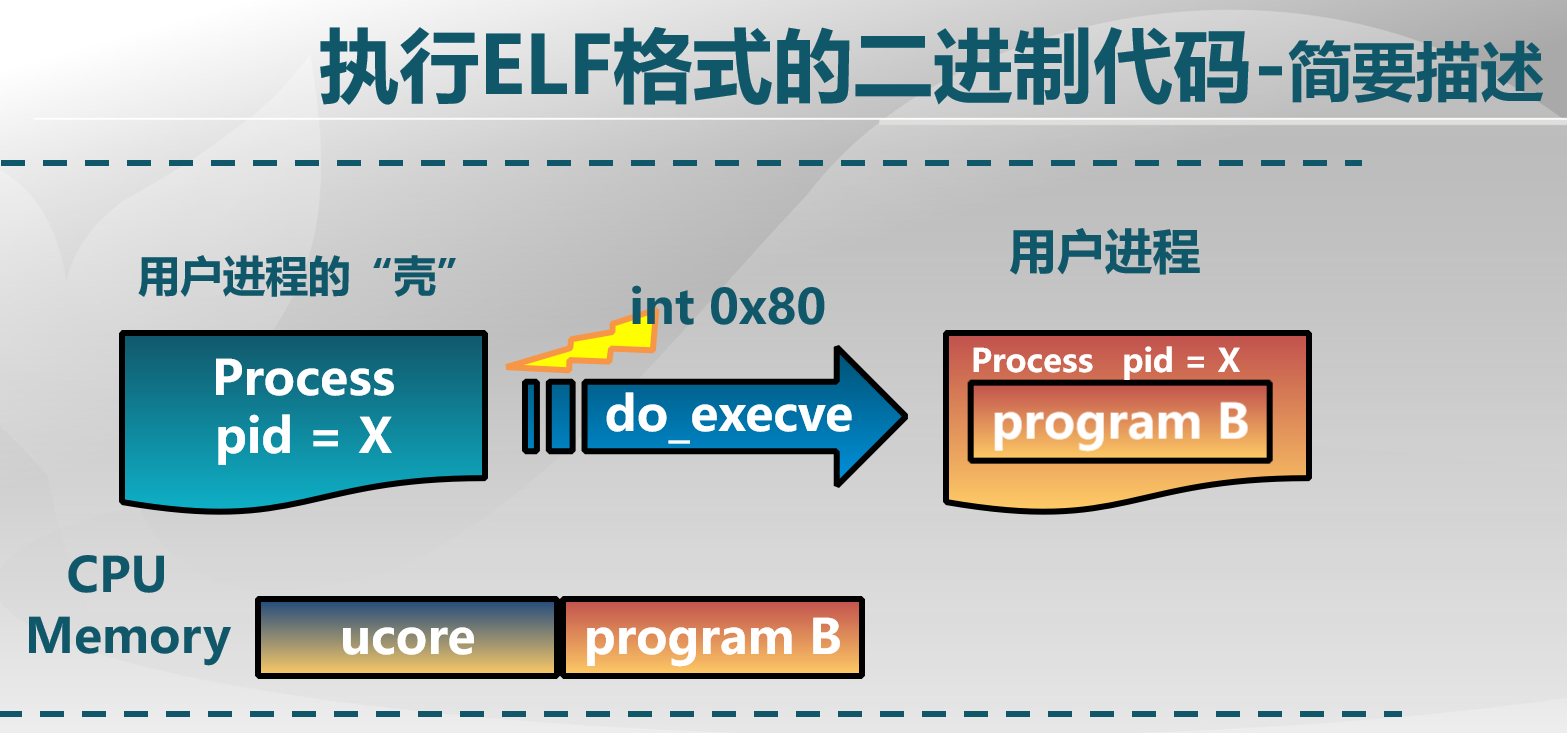 执行ELF格式的二进制代码-简要描述
用户进程的“壳”
用户进程
int 0x80
Process
pid = X
do_execve
Process pid = X
program B
CPU
Memory
ucore
program B